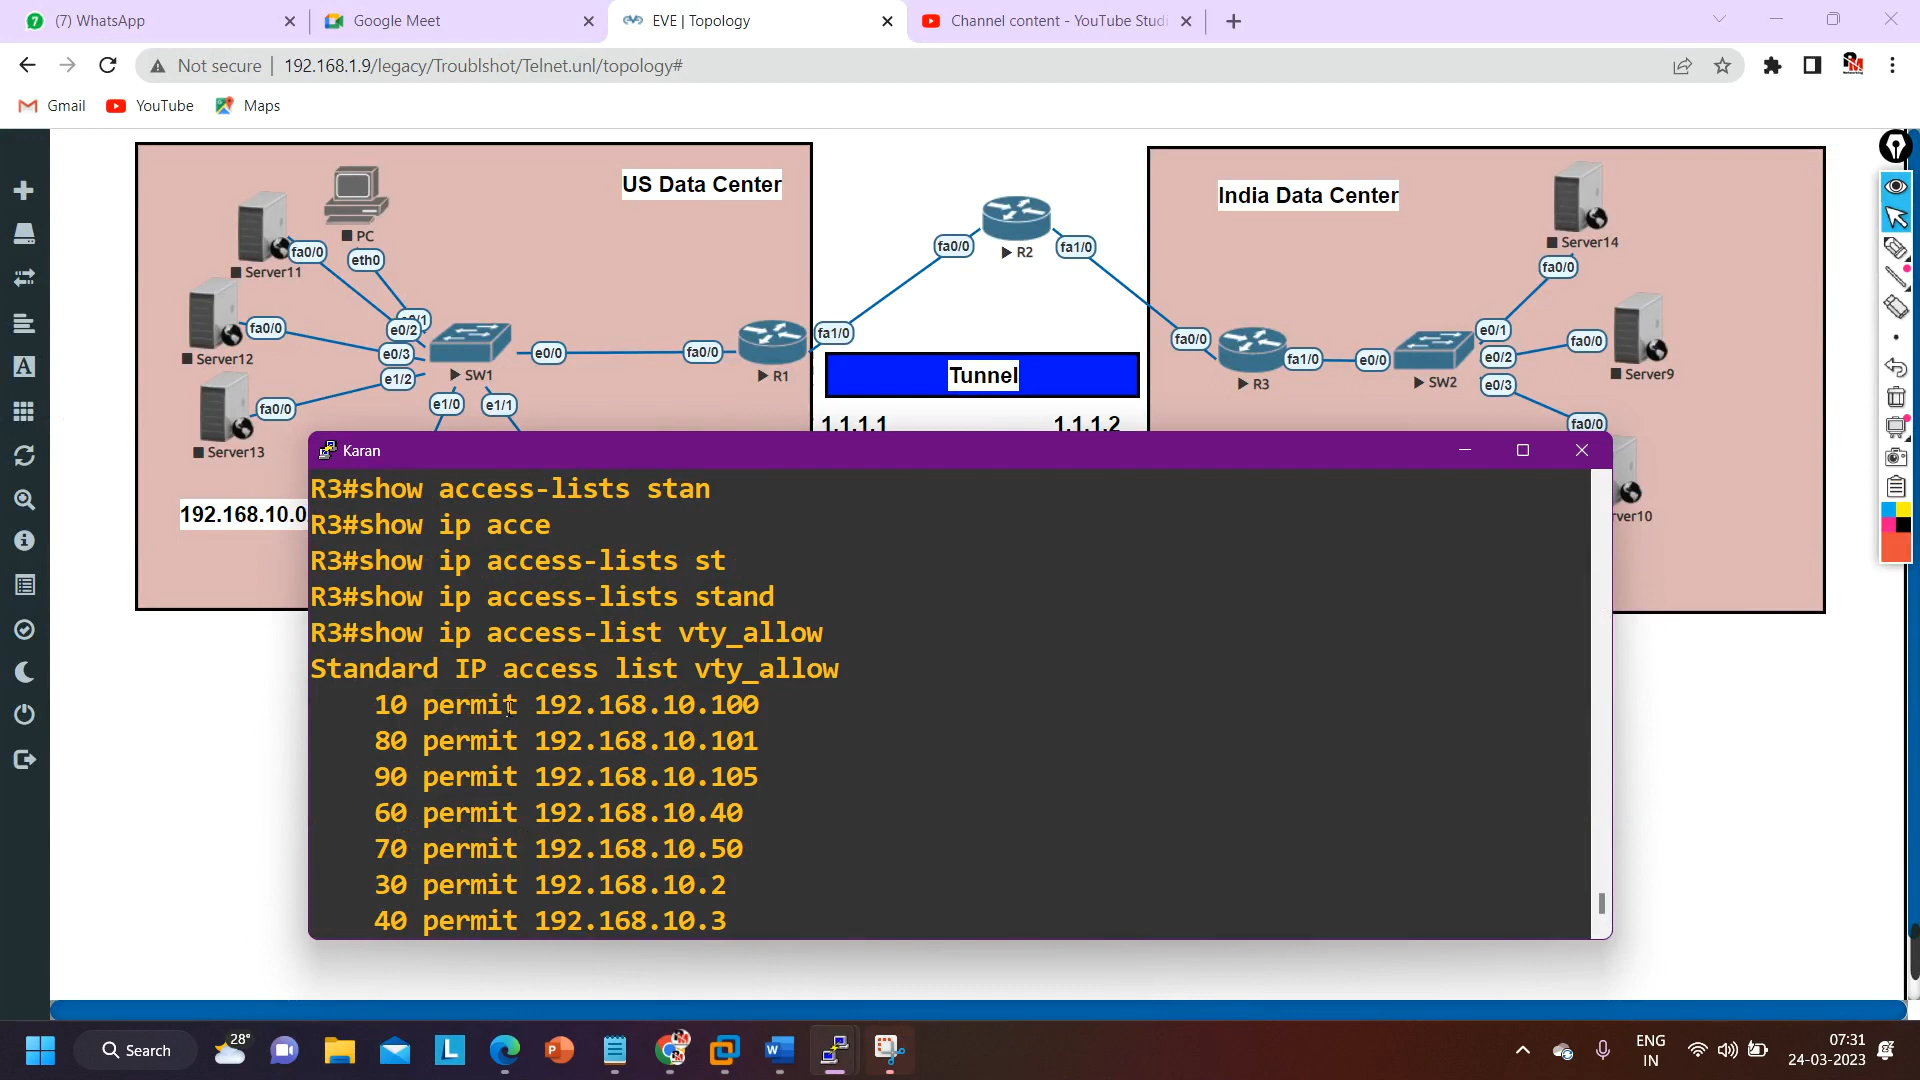 (7) WhatsApp
Google Meet
EVE | Topology
Channel content - YouTube Studi
Not secure
192.168.1.9/legacy/Troublshot/Telnet.unl/topology#
Gmail
YouTube
Maps
US Data Center
India Data Center
PC
Server11
fa0/0
eth0
Server12
fa0/0
e0/2
e0/3
e1/2
SW1
e0/0
fa0/0
R1
fa1/0
Server13
fa0/0
e1/0
e1/1
fa0/0
R2
fa1/0
Tunnel
1.1.1.1
1.1.1.2
fa0/0
R3
fa1/0
e0/0
SW2
e0/1
e0/2
e0/3
Server14
fa0/0
fa0/0
Server9
fa0/0
rver10
192.168.10.0
Karan
R3#show access-lists stan
R3#show ip acce
R3#show ip access-lists st
R3#show ip access-lists stand
R3#show ip access-list vty_allow
Standard IP access list vty_allow
10 permit 192.168.10.100
80 permit 192.168.10.101
90 permit 192.168.10.105
60 permit 192.168.10.40
70 permit 192.168.10.50
30 permit 192.168.10.2
40 permit 192.168.10.3
28°
Search
ENG
IN
07:31
24-03-2023